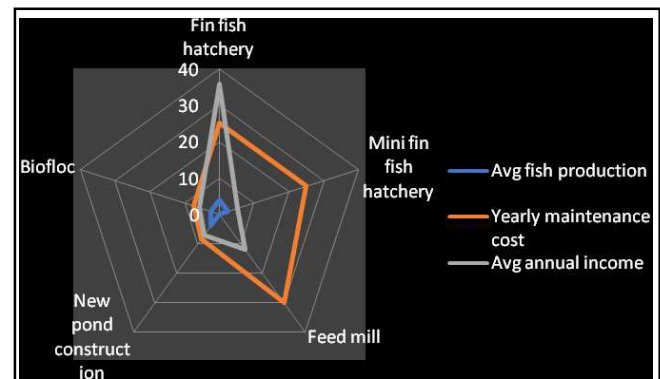 Fin fish
hatchery
40
30
20
10
0
Mini fin
fish
hatchery
Feed mill
New
pond
construct
ion
Biofloc
Avg fish production
Yearly maintenance
cost
Avg annual income